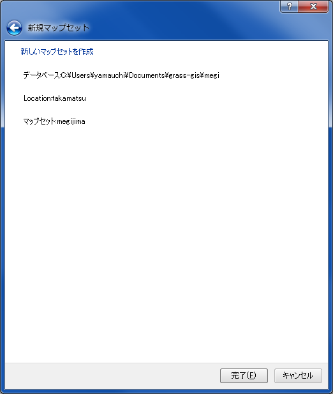 新規マップセット
新しいマップセットを作成
データベース:C:¥Users¥yamauchi¥Documents¥grass-gis¥megi
Location:takamatsu
マップセット:megijima
完了(F)
キャンセル